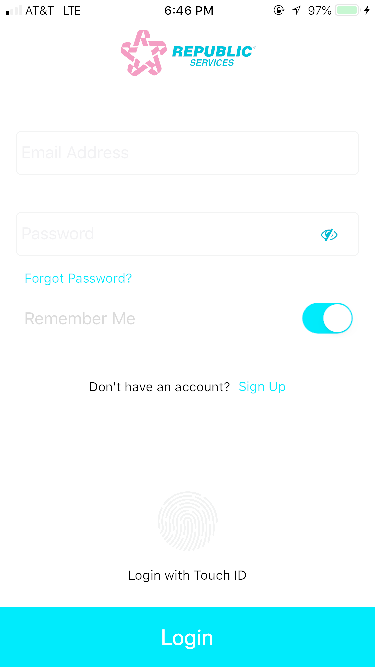 AT&T LTE 6:46 PM 97%
REPUBLIC
SERVICES
Email Address
Password
Forgot Password?
Remember Me
Don't have an account? Sign Up
Login with Touch ID
Login